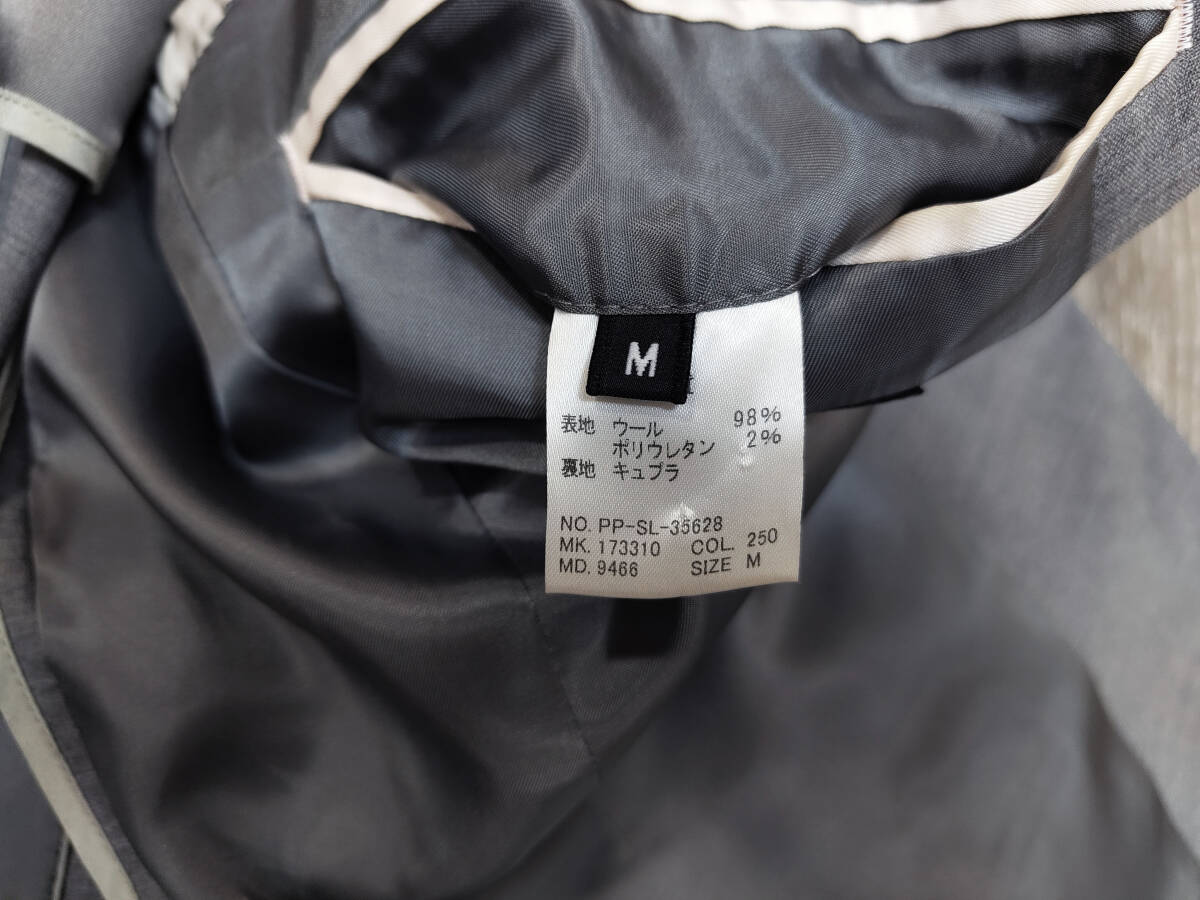 M
表地 ウール 98%
ポリウレタン 2%
裏地 キュプラ
NO. PP-SL-35628
MK. 173310 COL. 250
MD. 9466 SIZE M